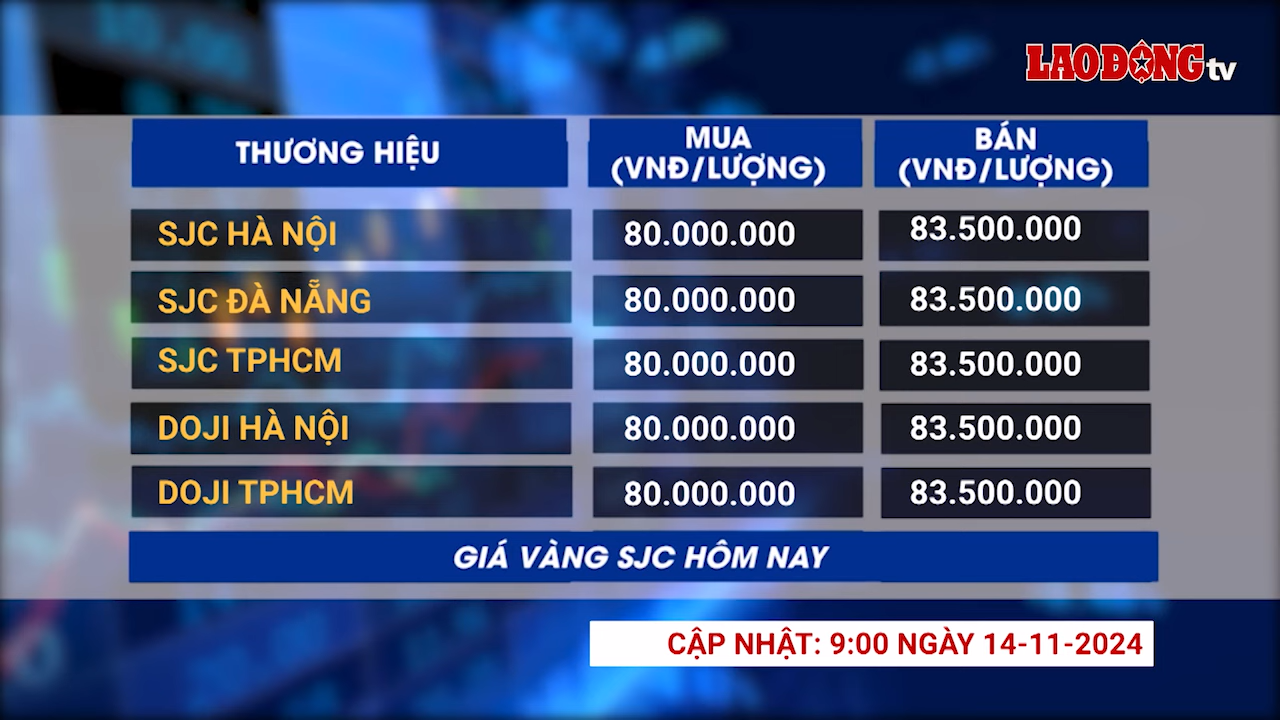 LAO ĐỘNG tv
THƯƠNG HIỆU
MUA
(VNĐ/LƯỢNG)
BÁN
(VNĐ/LƯỢNG)
SJC HÀ NỘI 80.000.000 83.500.000
SJC ĐÀ NẴNG 80.000.000 83.500.000
SJC TPHCM 80.000.000 83.500.000
DOJI HÀ NỘI 80.000.000 83.500.000
DOJI TPHCM 80.000.000 83.500.000
GIÁ VÀNG SJC HÔM NAY
CẬP NHẬT: 9:00 NGÀY 14-11-2024